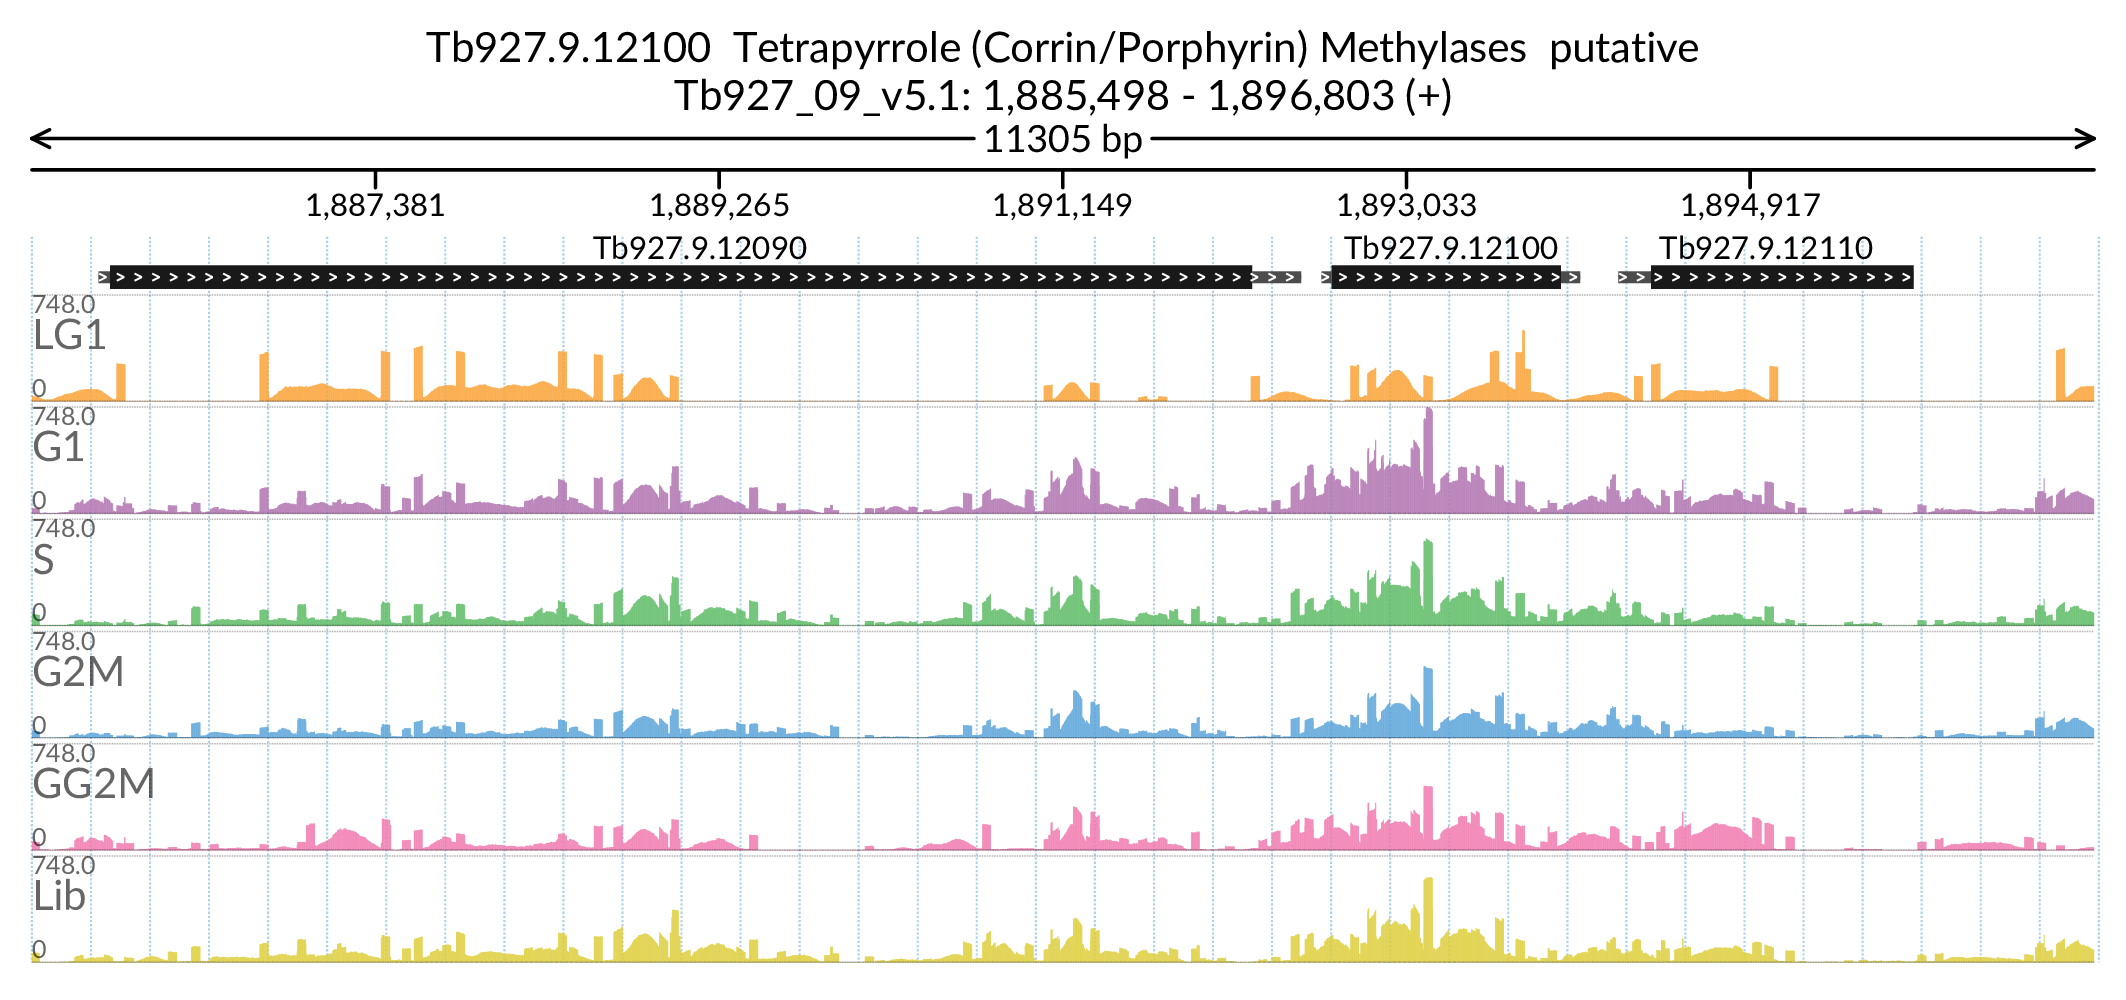 Tb927.9.12100  Tetrapyrrole (Corrin/Porphyrin) Methylases  putative
Tb927_09_v5.1: 1,885,498 - 1,896,803 (+)
11305 bp
1,887,381 1,889,265 1,891,149 1,893,033 1,894,917
Tb927.9.12090 Tb927.9.12100 Tb927.9.12110
748.0
LG1
0
748.0
G1
0
748.0
S
0
748.0
G2M
0
748.0
GG2M
0
748.0
Lib
0